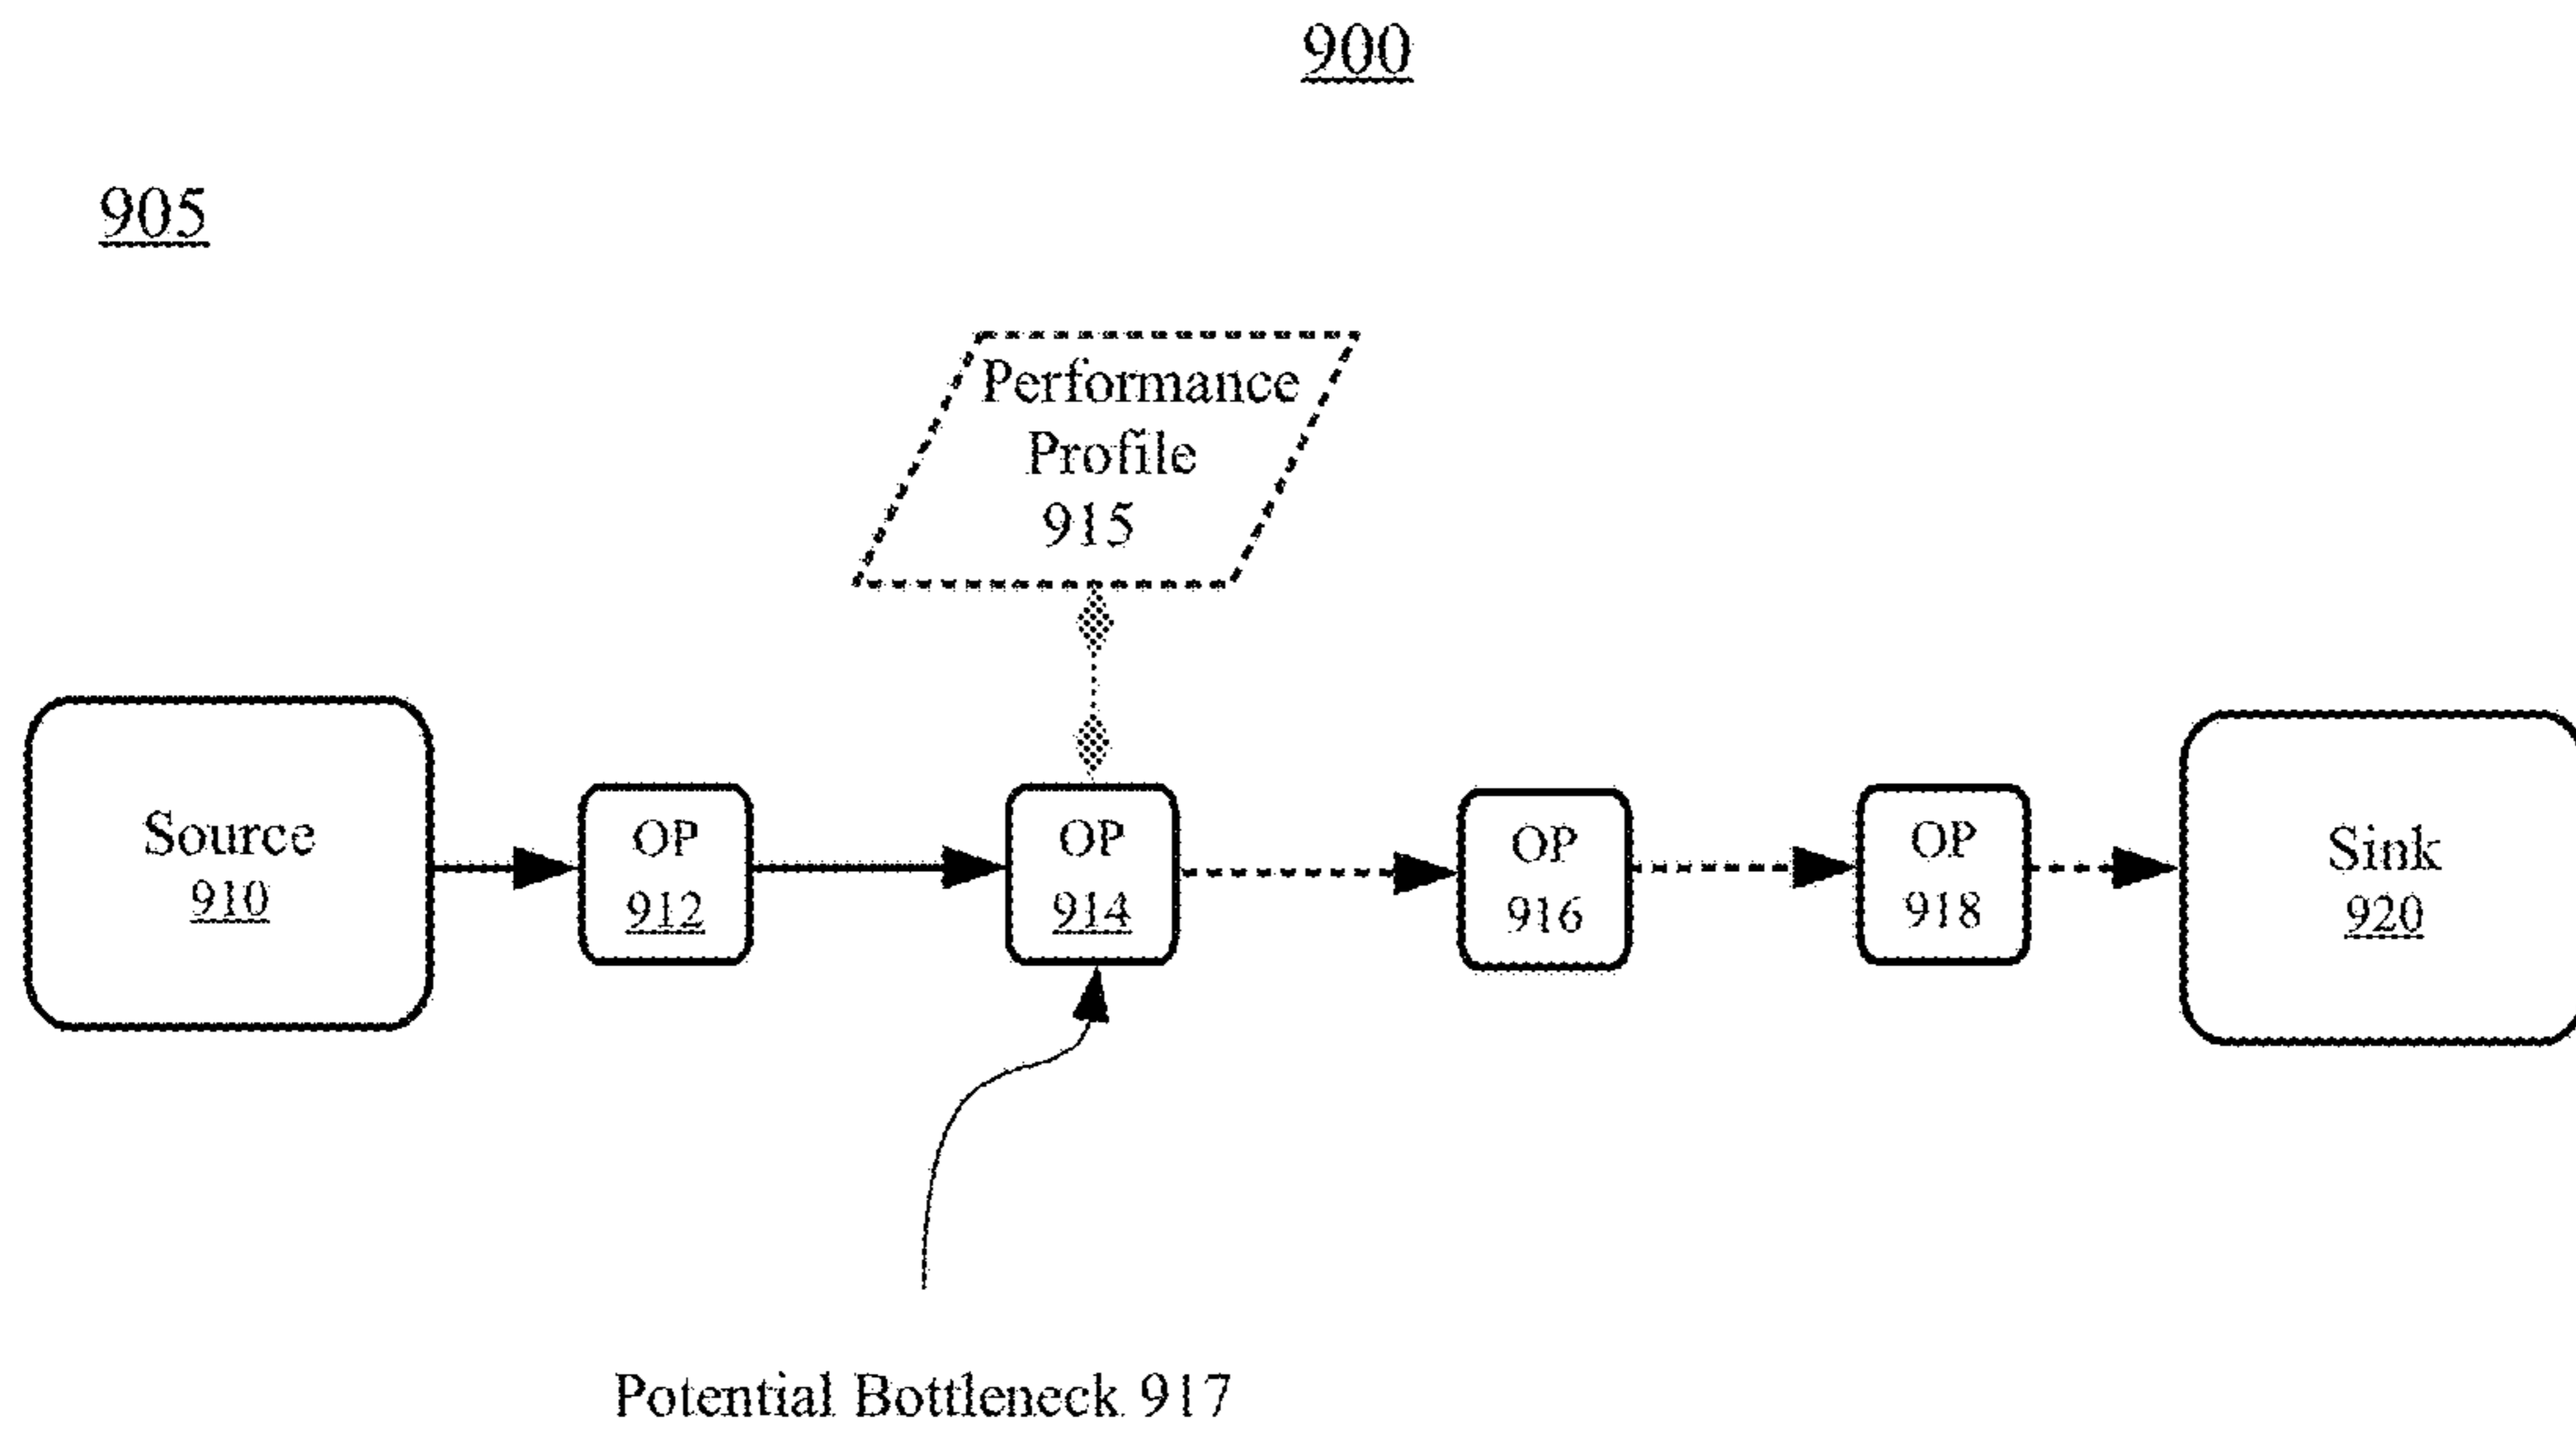 900
905
Performance
Profile
915
Source
910
OP
912
OP
914
OP
916
OP
918
Sink
920
Potential Bottleneck 917